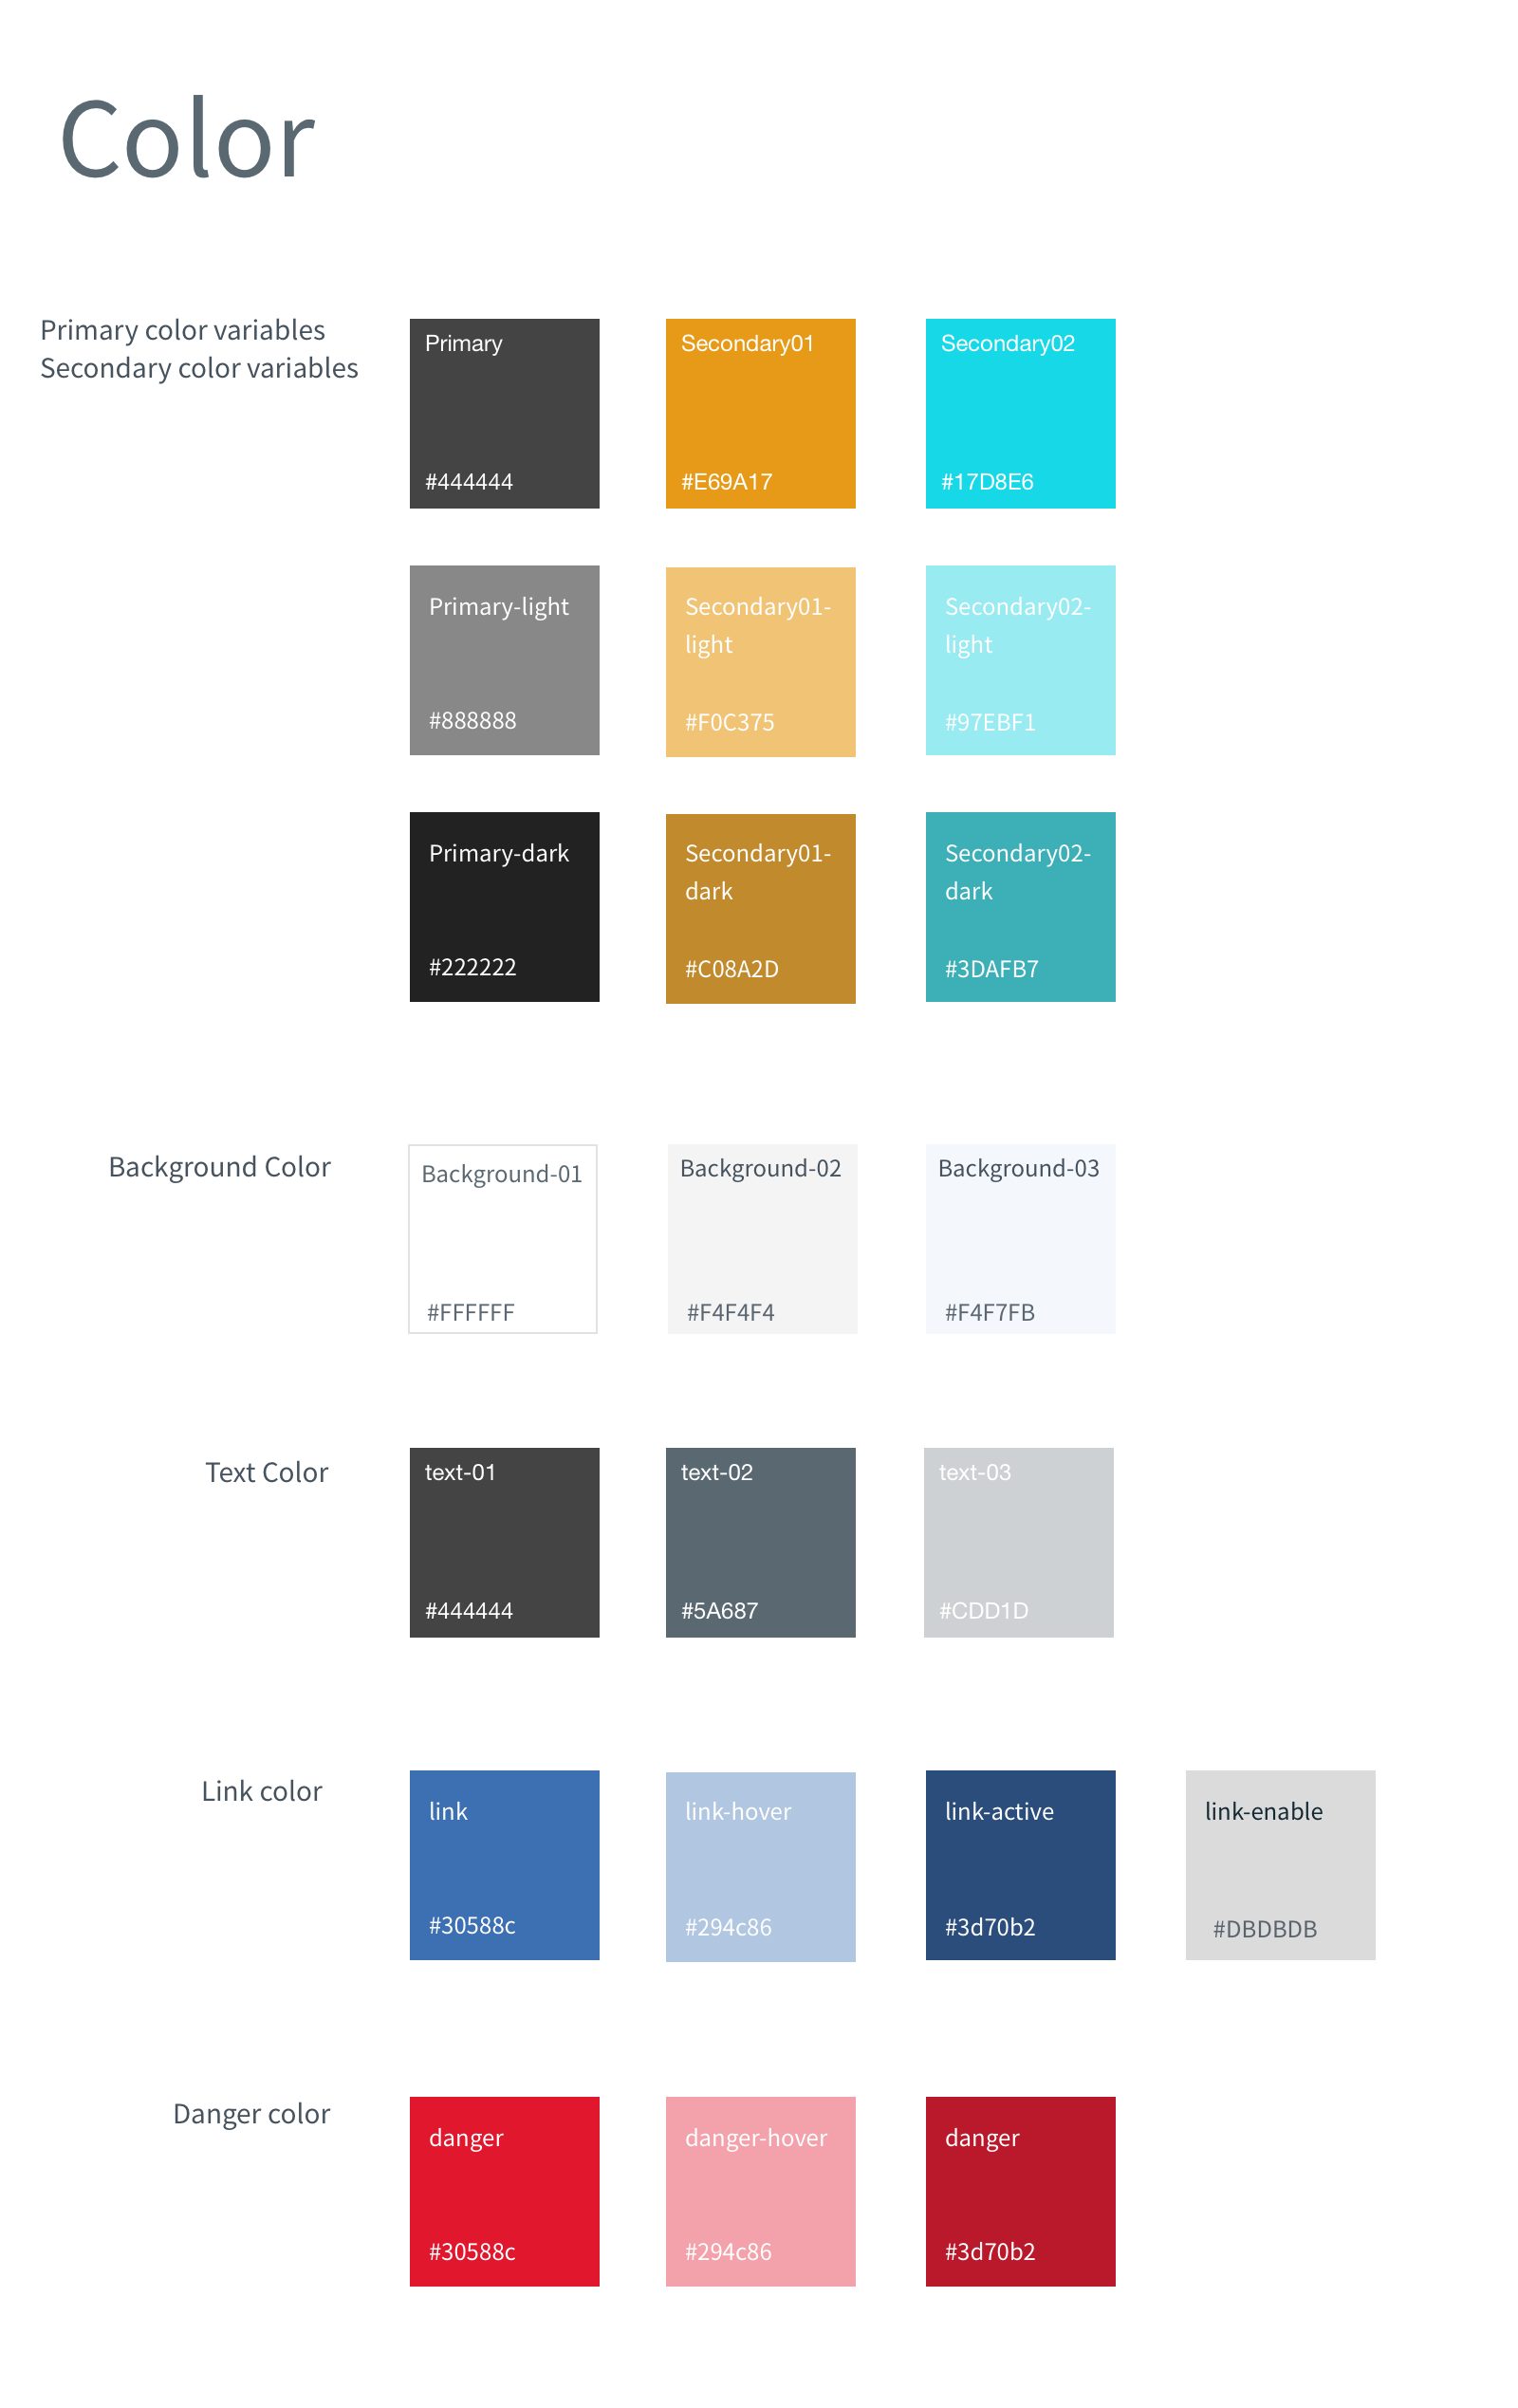 Color
Primary color variables
Secondary color variables
Primary
#444444
Secondary01
#E69A17
Secondary02
#17D8E6
Primary-light
#888888
Secondary01-
light
#F0C375
Secondary02-
light
#97EBF1
Primary-dark
#222222
Secondary01-
dark
#C08A2D
Secondary02-
dark
#3DAFB7
Background Color
Background-01
#FFFFFF
Background-02
#F4F4F4
Background-03
#F4F7FB
Text Color
text-01
#444444
text-02
#5A687
text-03
#CDD1D
Link color
link
#30588c
link-hover
#294c86
link-active
#3d70b2
link-enable
#DBDBDB
Danger color
danger
#30588c
danger-hover
#294c86
danger
#3d70b2